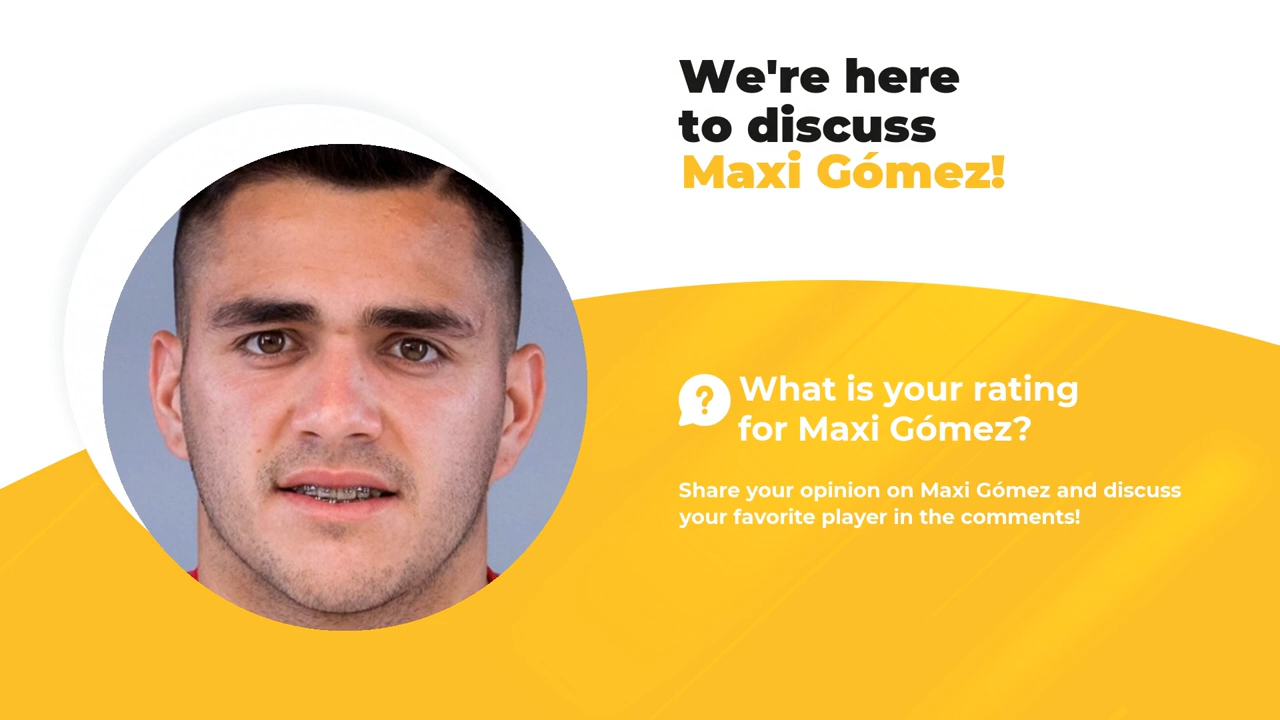 We're here
to discuss
Maxi Gómez!
What is your rating
for Maxi Gómez?
Share your opinion on Maxi Gómez and discuss
your favorite player in the comments!